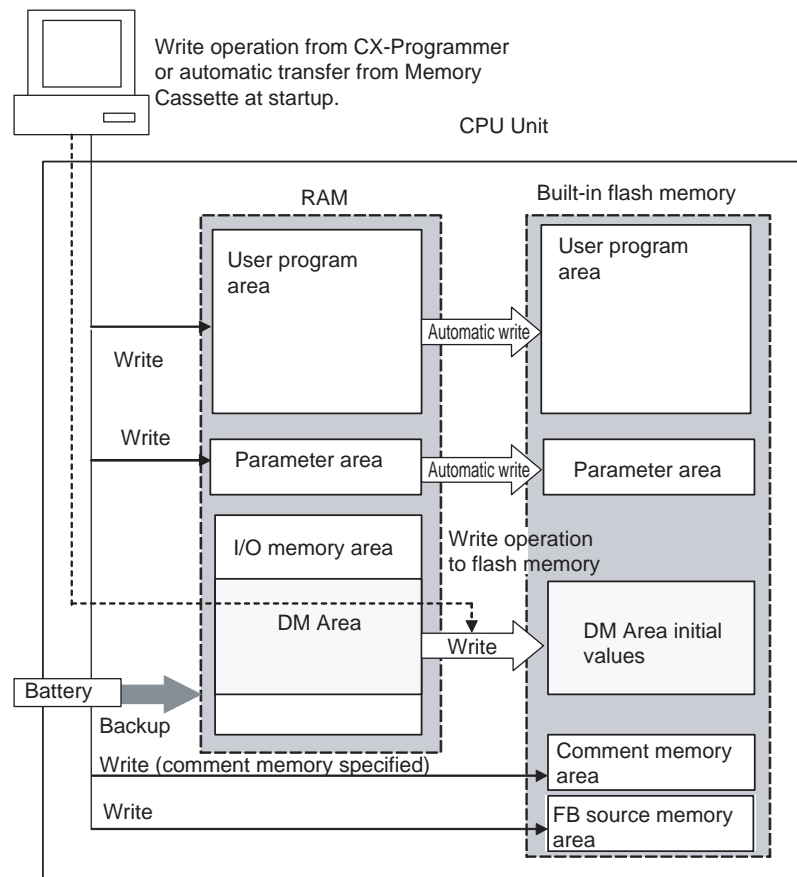 Write operation from CX-Programmer
or automatic transfer from Memory
Cassette at startup.
CPU Unit
RAM
Built-in flash memory
User program
area
User program
area
Automatic write
Write
Write
Parameter area
Automatic write
Parameter area
I/O memory area
Write operation
to flash memory
DM Area
Write
DM Area initial
values
Battery
Backup
Write (comment memory specified)
Comment memory
area
Write
FB source memory
area